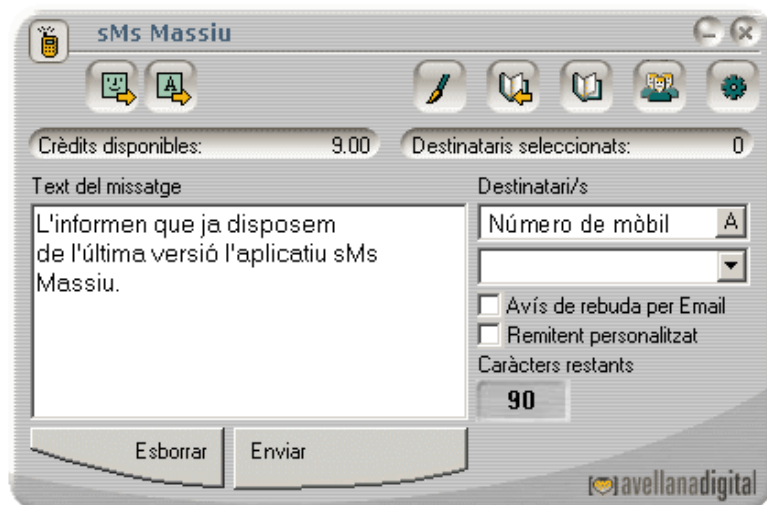 sMs Massiu
Crèdits disponibles: 9.00
Destinataris seleccionats: 0
Text del missatge
L'informen que ja disposem
de l'última versió l'aplicatiu sMs
Massiu.
Destinatari/s
Número de mòbil A
Avís de rebuda per Email
Remitent personalitzat
Caràcters restants
90
Esborrar
Enviar
avellanadigital